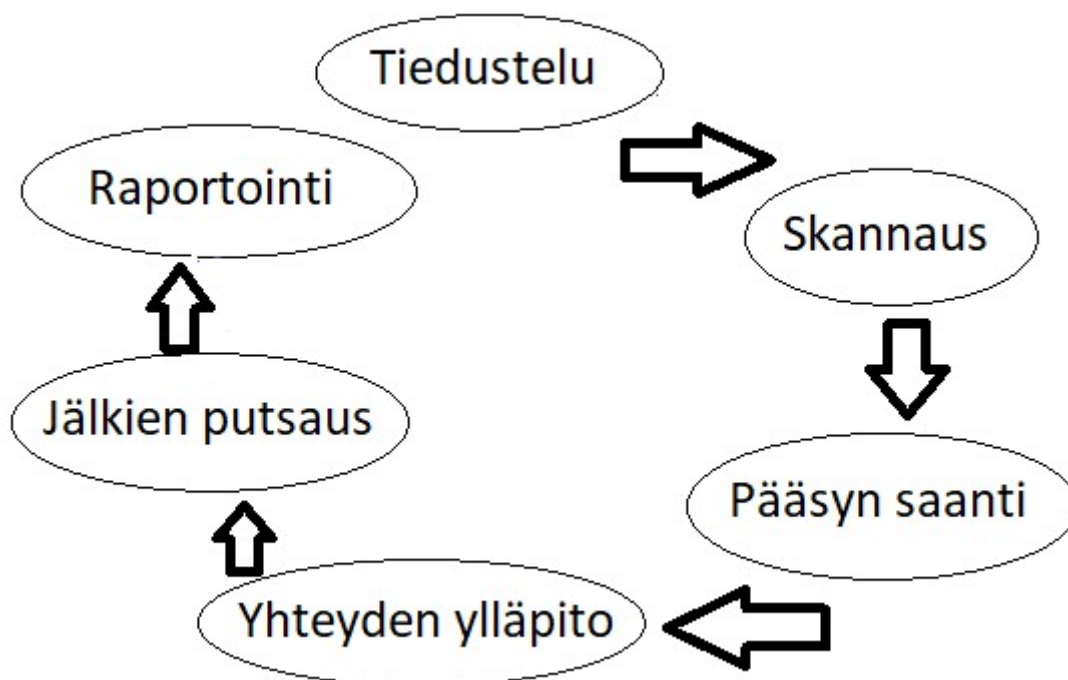 Tiedustelu
Skannaus
Pääsyn saanti
Yhteyden ylläpito
Jälkien putsaus
Raportointi